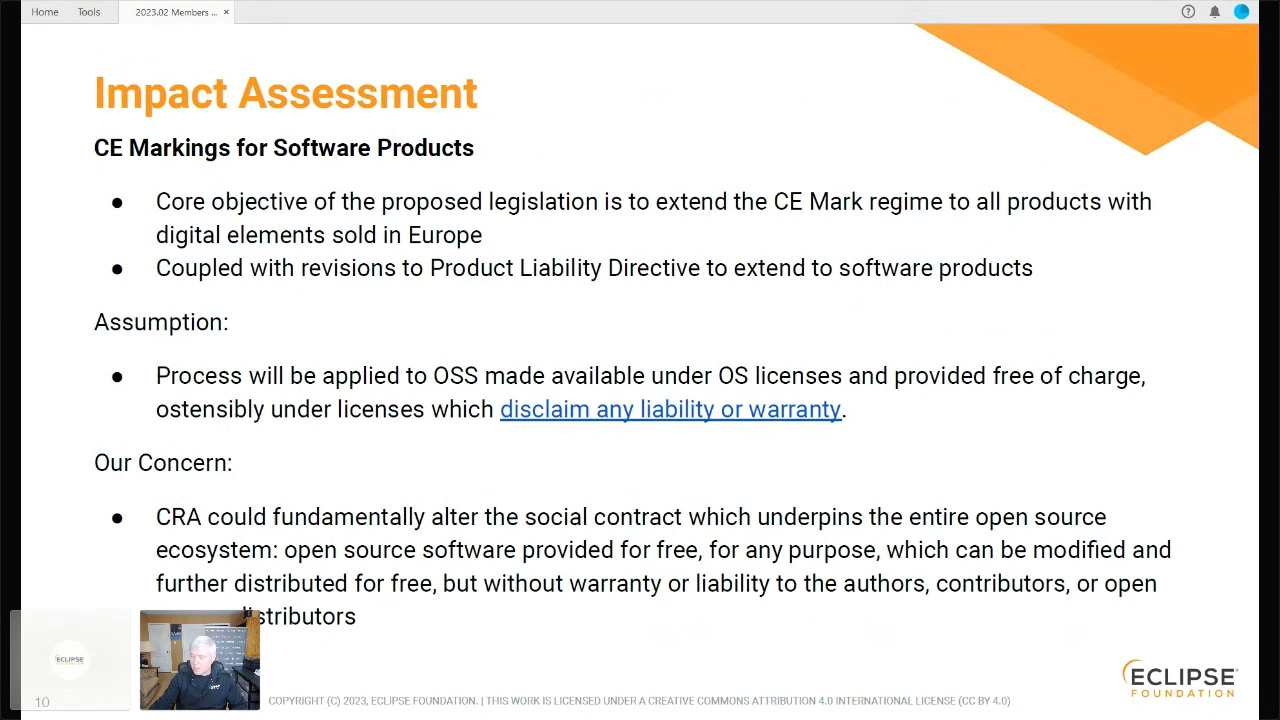 Home Tools 2023.02 Members ... ×
Impact Assessment
CE Markings for Software Products
● Core objective of the proposed legislation is to extend the CE Mark regime to all products with
digital elements sold in Europe
● Coupled with revisions to Product Liability Directive to extend to software products
Assumption:
● Process will be applied to OSS made available under OS licenses and provided free of charge,
ostensibly under licenses which disclaim any liability or warranty.
Our Concern:
● CRA could fundamentally alter the social contract which underpins the entire open source
ecosystem: open source software provided for free, for any purpose, which can be modified and
further distributed for free, but without warranty or liability to the authors, contributors, or open
istributors
ECLIPSE
FOUNDATION
10
COPYRIGHT (C) 2023, ECLIPSE FOUNDATION. | THIS WORK IS LICENSED UNDER A CREATIVE COMMONS ATTRIBUTION 4.0 INTERNATIONAL LICENSE (CC BY 4.0)
ECLIPSE
FOUNDATION